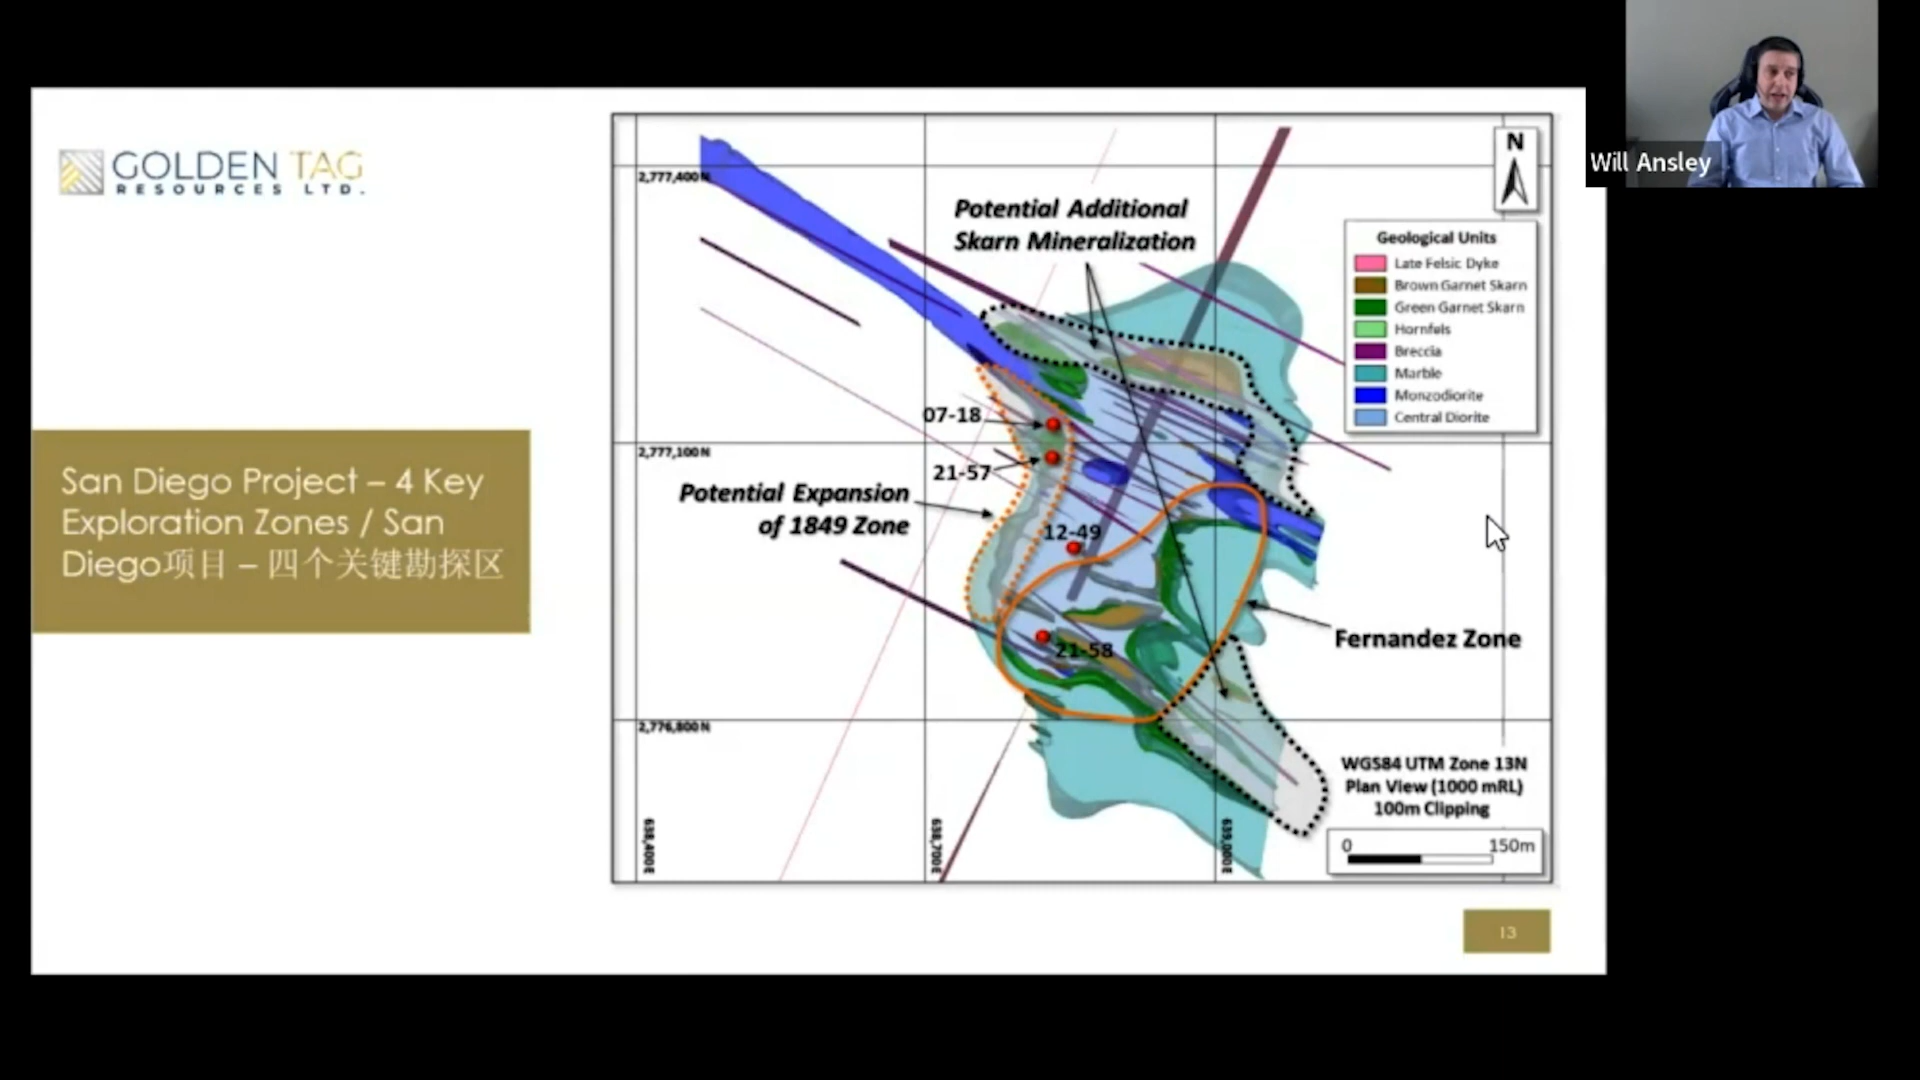 Will Ansley
GOLDEN TAG
RESOURCES LTD.
San Diego Project – 4 Key
Exploration Zones / San
Diego项目 – 四个关键勘探区
N
2,777,400N
2,777,100N
2,776,800N
638,400E
638,700E
639,000E
Potential Additional
Skarn Mineralization
07-18
21-57
Potential Expansion
of 1849 Zone
12-49
21-58
Fernandez Zone
Geological Units
Late Felsic Dyke
Brown Garnet Skarn
Green Garnet Skarn
Hornfels
Breccia
Marble
Monzodiorite
Central Diorite
WGS84 UTM Zone 13N
Plan View (1000 mRL)
100m Clipping
0 150m
13